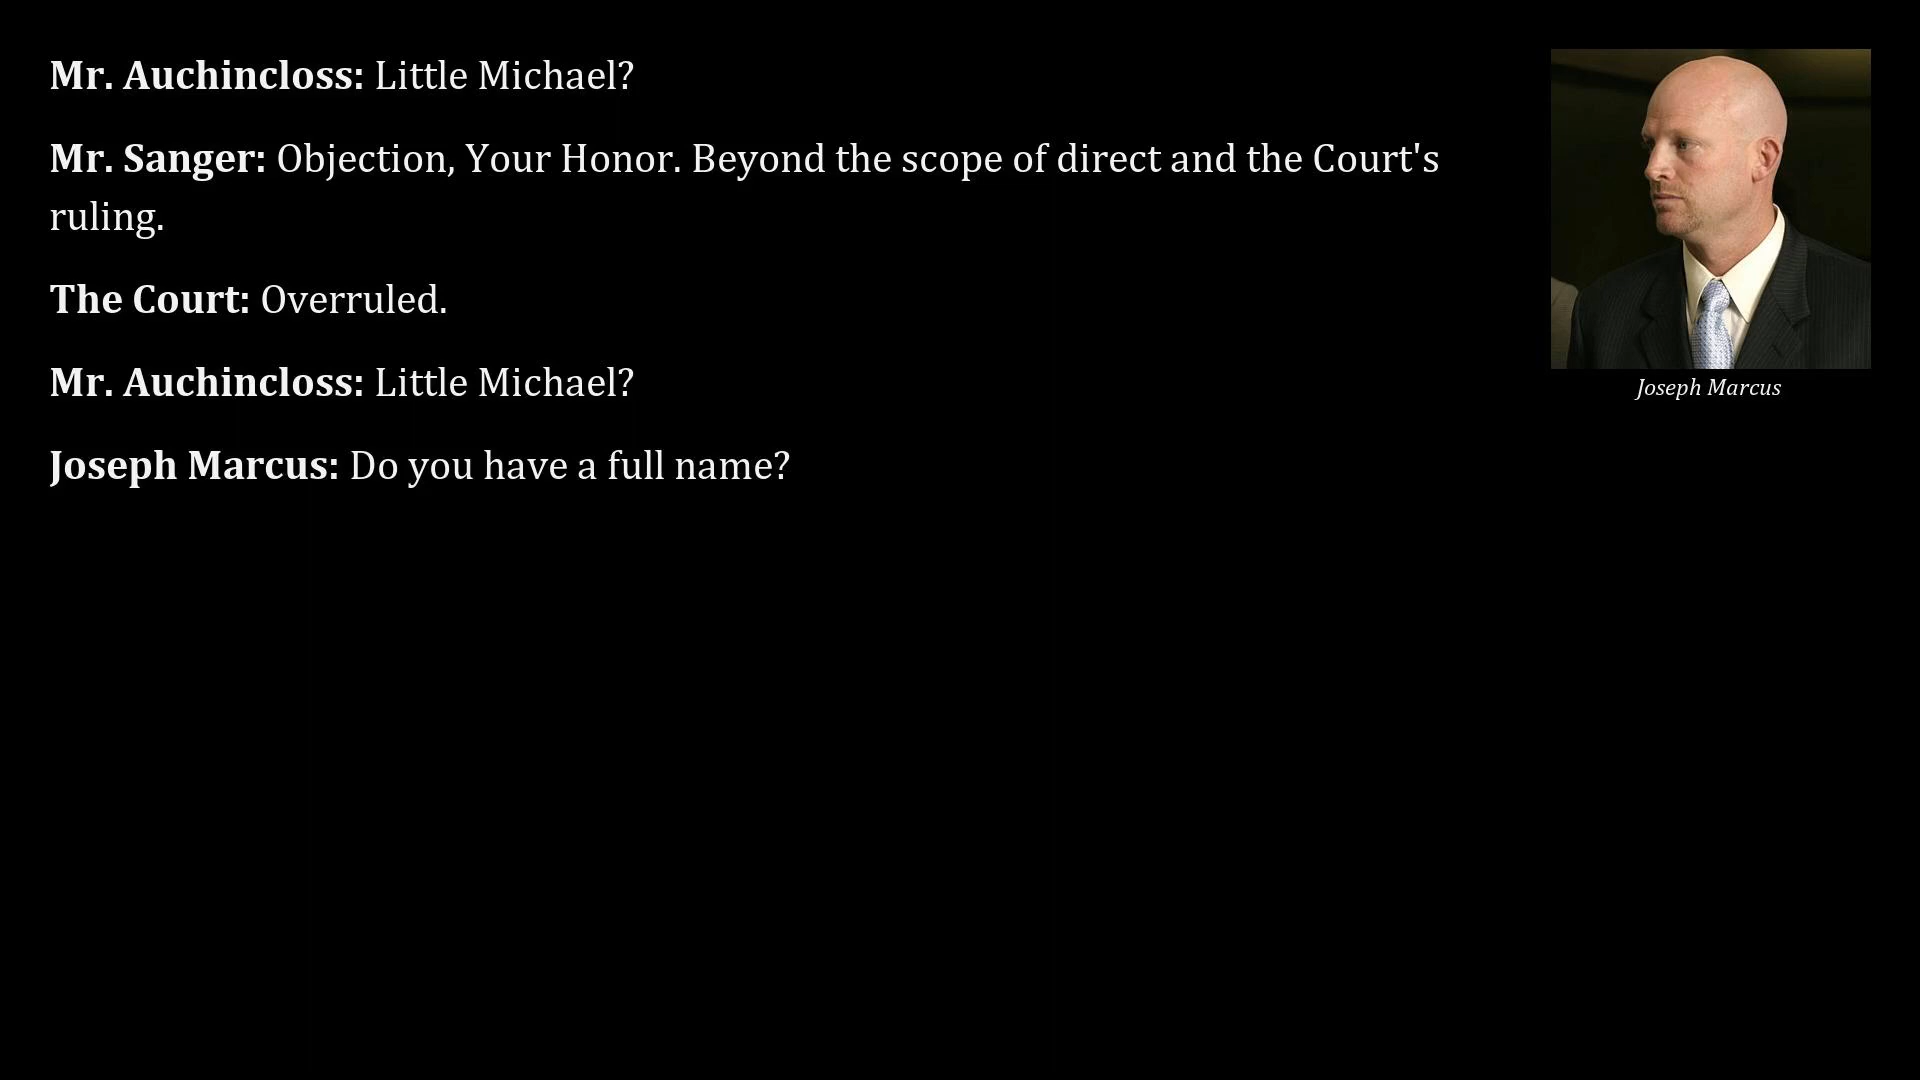 Mr. Auchincloss: Little Michael?
Mr. Sanger: Objection, Your Honor. Beyond the scope of direct and the Court's
ruling.
The Court: Overruled.
Mr. Auchincloss: Little Michael?
Joseph Marcus: Do you have a full name?
Joseph Marcus